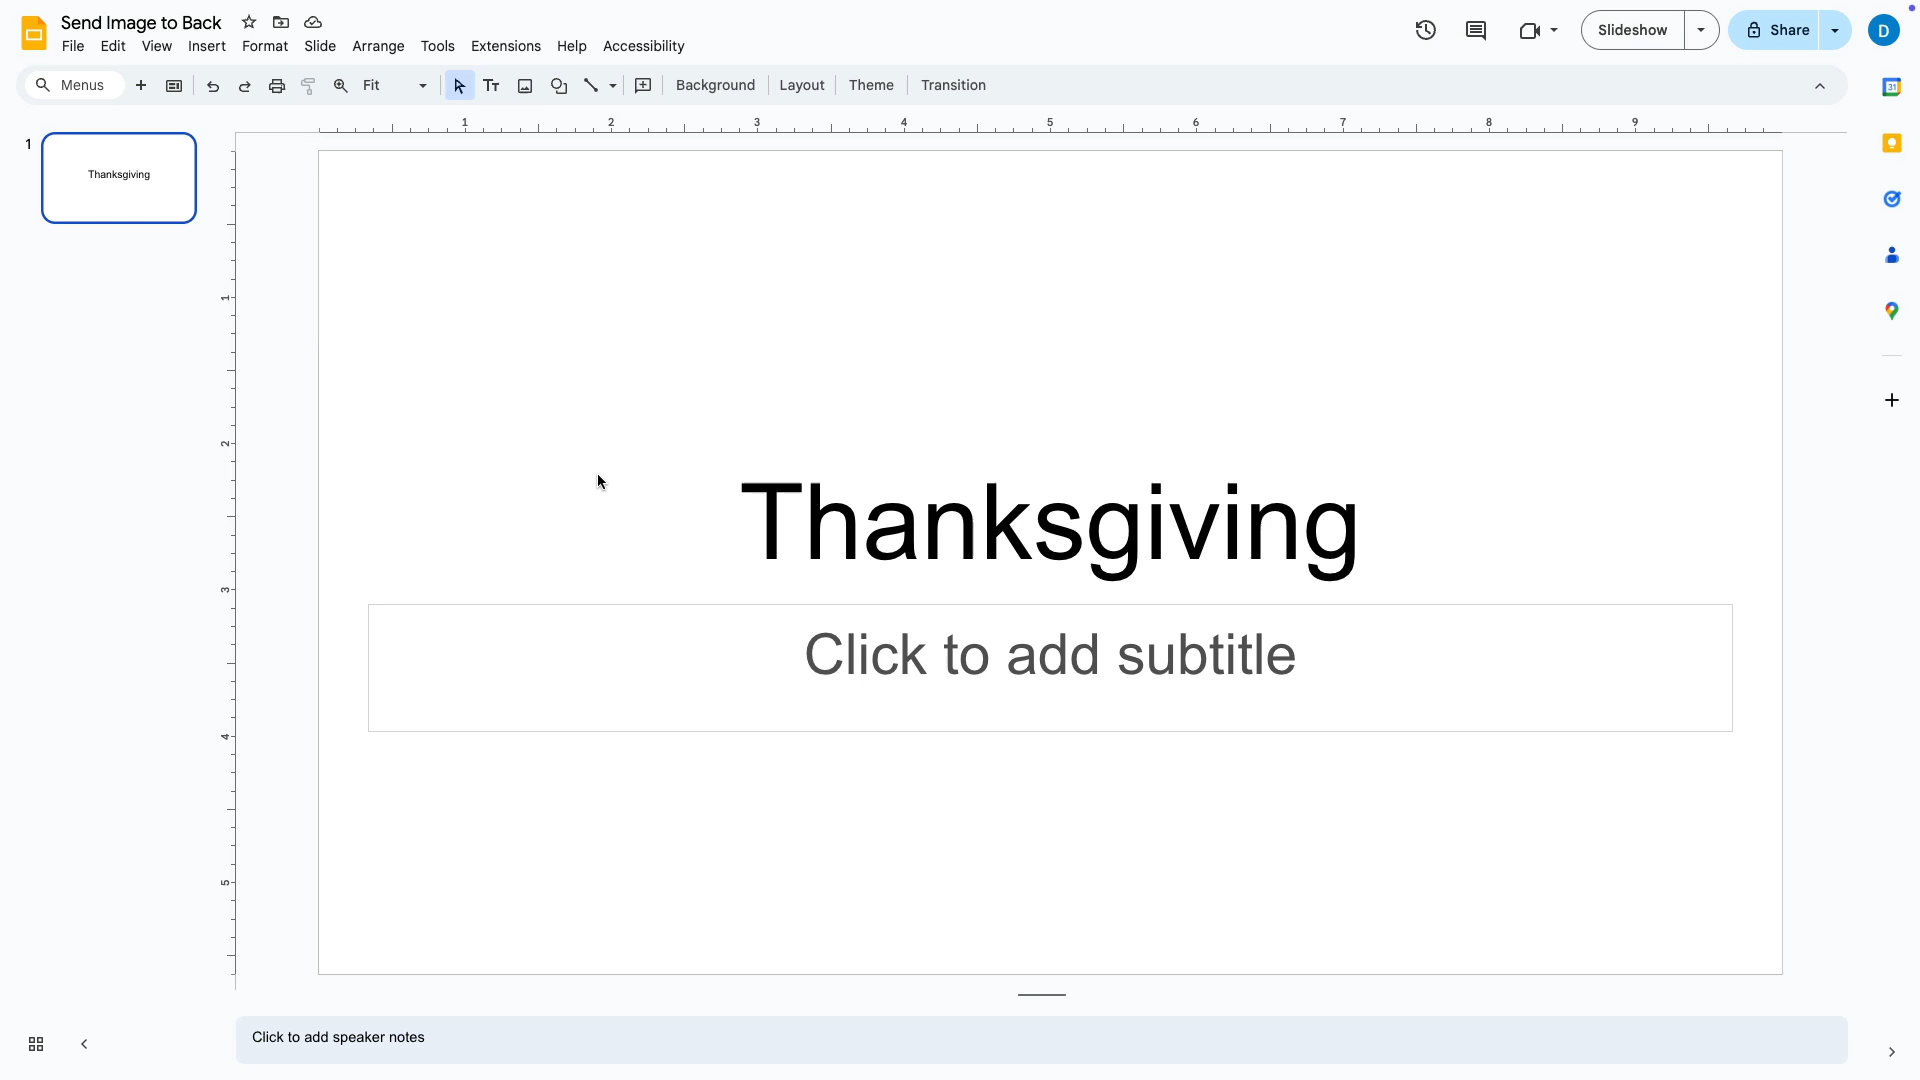 Send Image to Back
File Edit View Insert Format Slide Arrange Tools Extensions Help Accessibility
Slideshow
Share
D
Menus
Fit
Background
Layout
Theme
Transition
31
1 2 3 4 5 6 7 8 9
1
Thanksgiving
1
2
3
4
5
Thanksgiving
Click to add subtitle
Click to add speaker notes